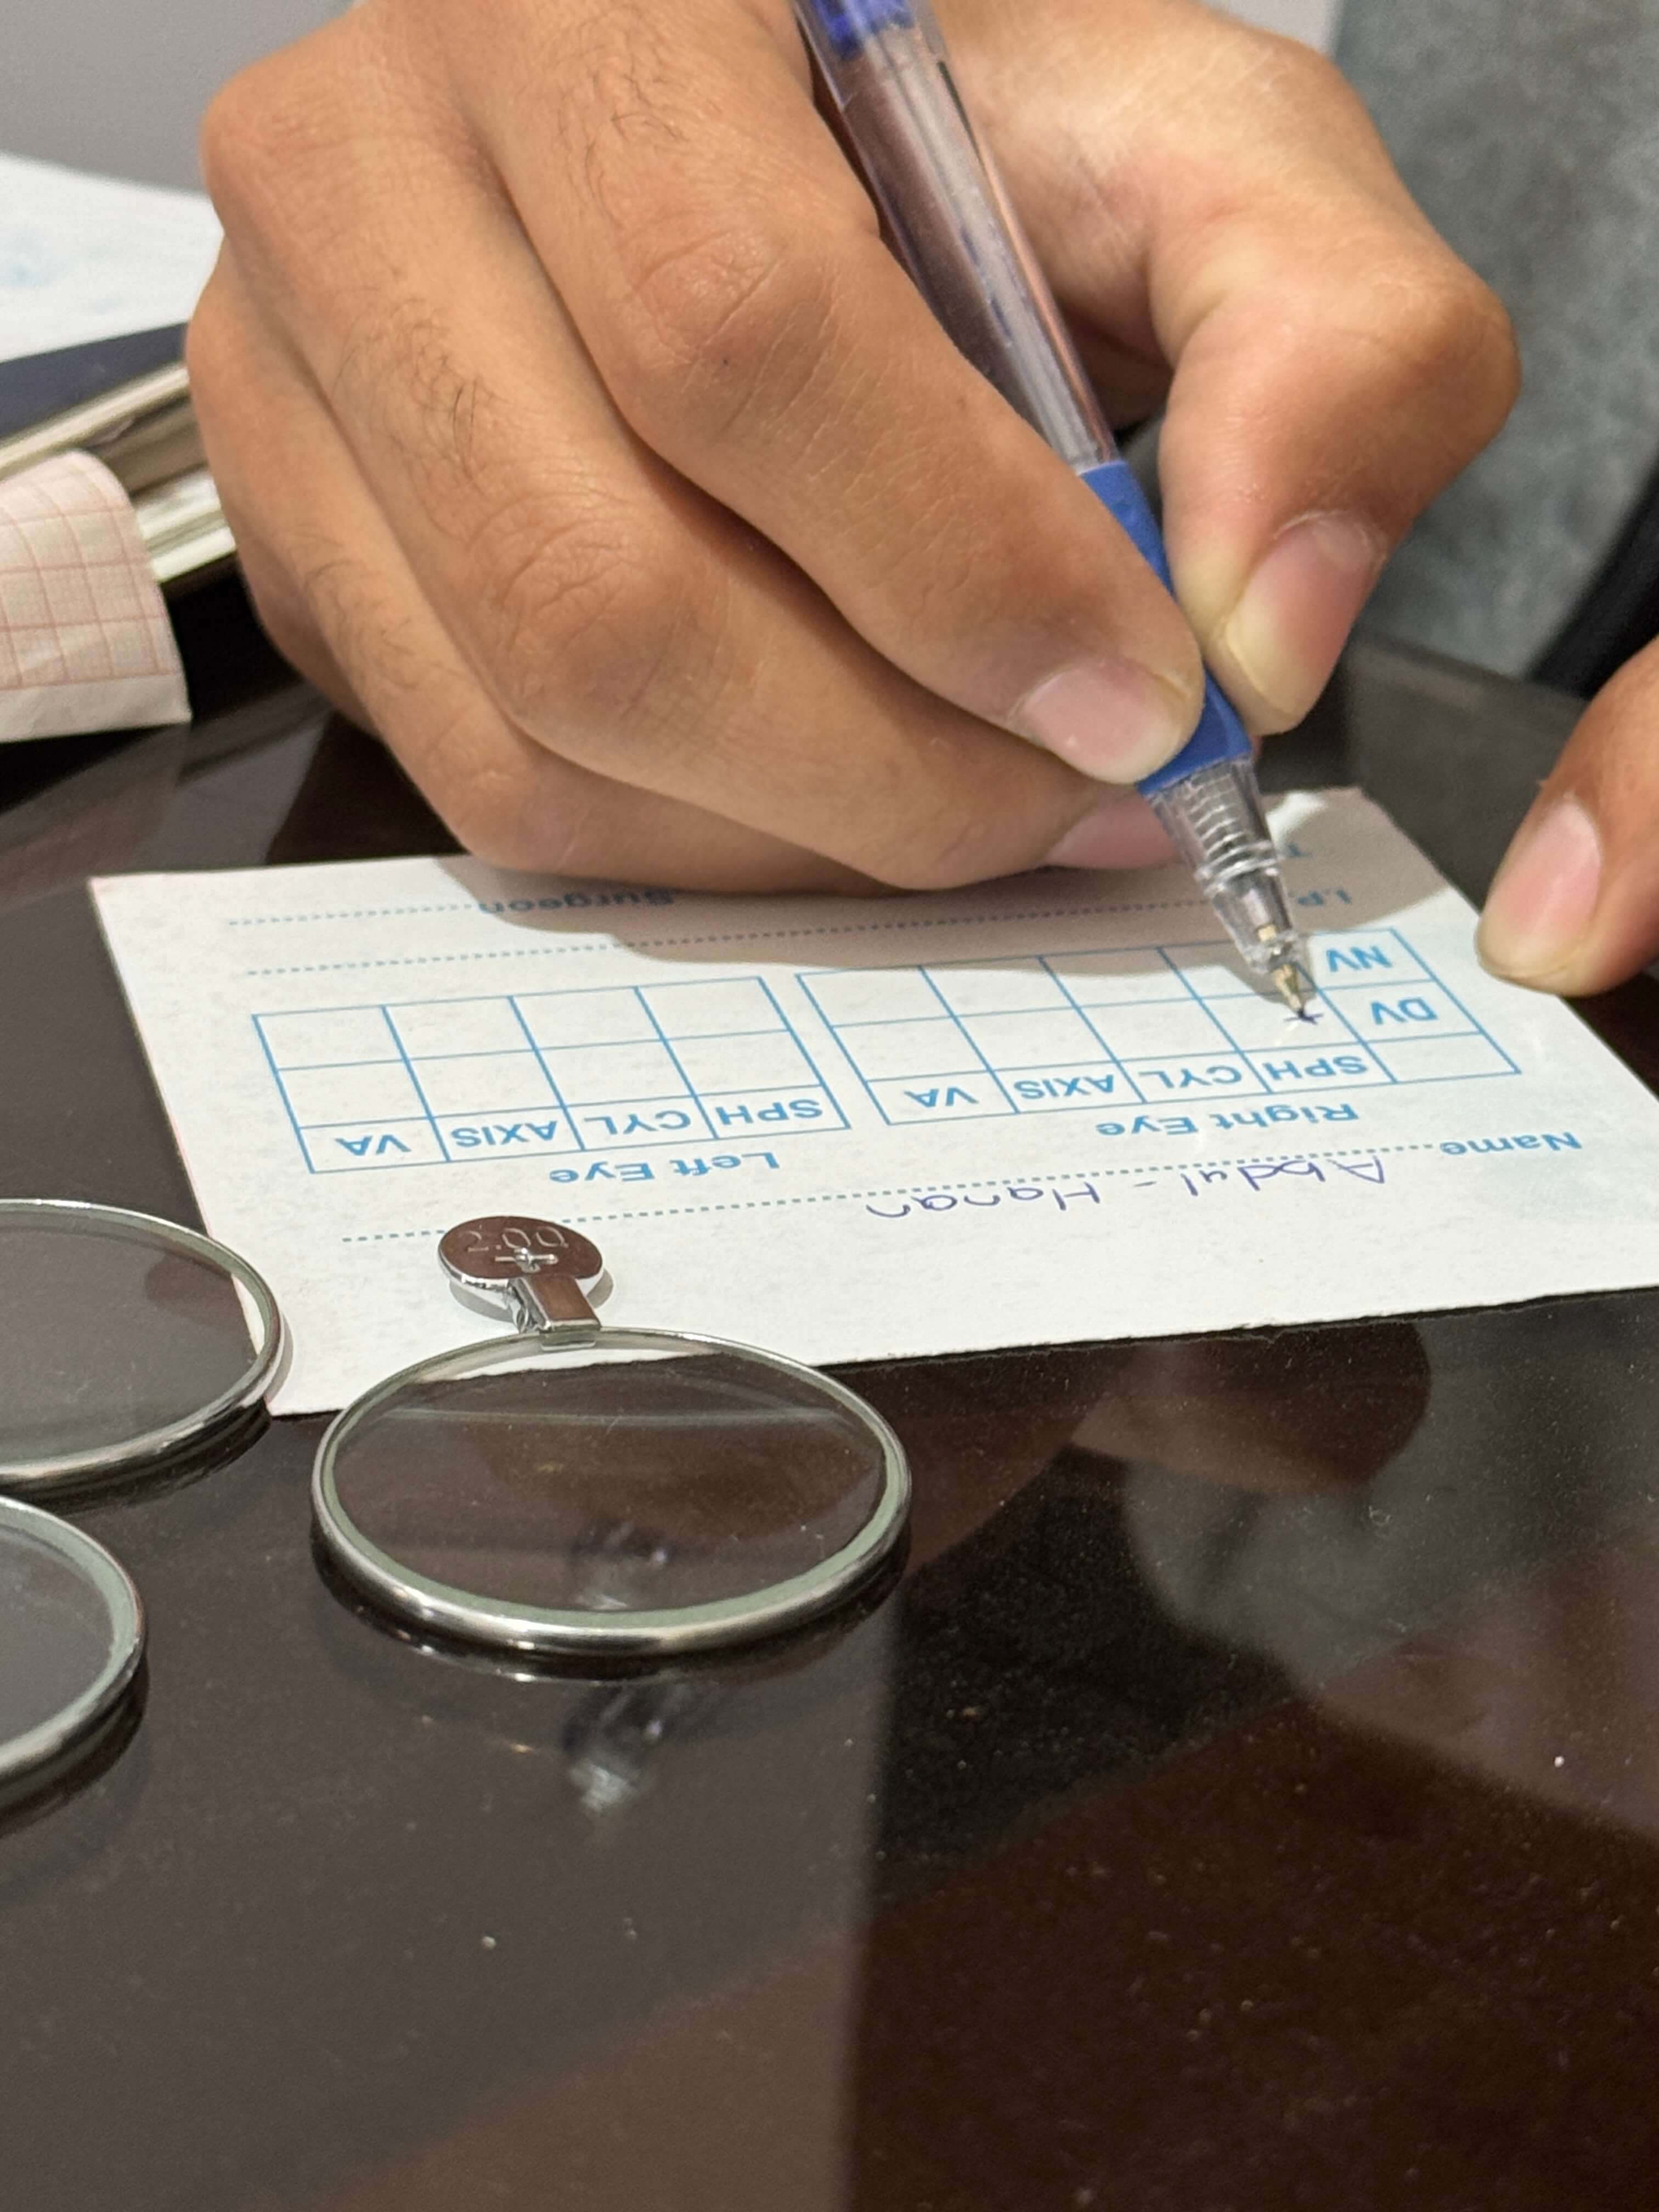 Name Abdul-Hanan
Right Eye Left Eye
SPH CYL AXIS VA SPH CYL AXIS VA
DV +
NV
I.P.
Surgeon
2.00
+